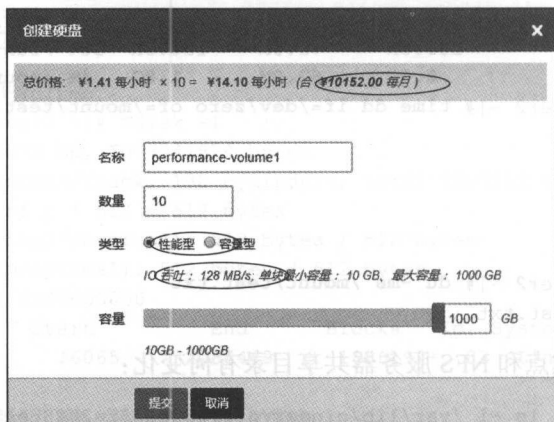 创建硬盘 ×
总价格: ¥1.41 每小时 × 10 = ¥14.10 每小时 (合 ¥10152.00 每月)
名称 performance-volume1
数量 10
类型 性能型 容量型
IO吞吐: 128 MB/s; 单块最小容量: 10 GB, 最大容量: 1000 GB
容量 1000 GB
10GB - 1000GB
提交 取消